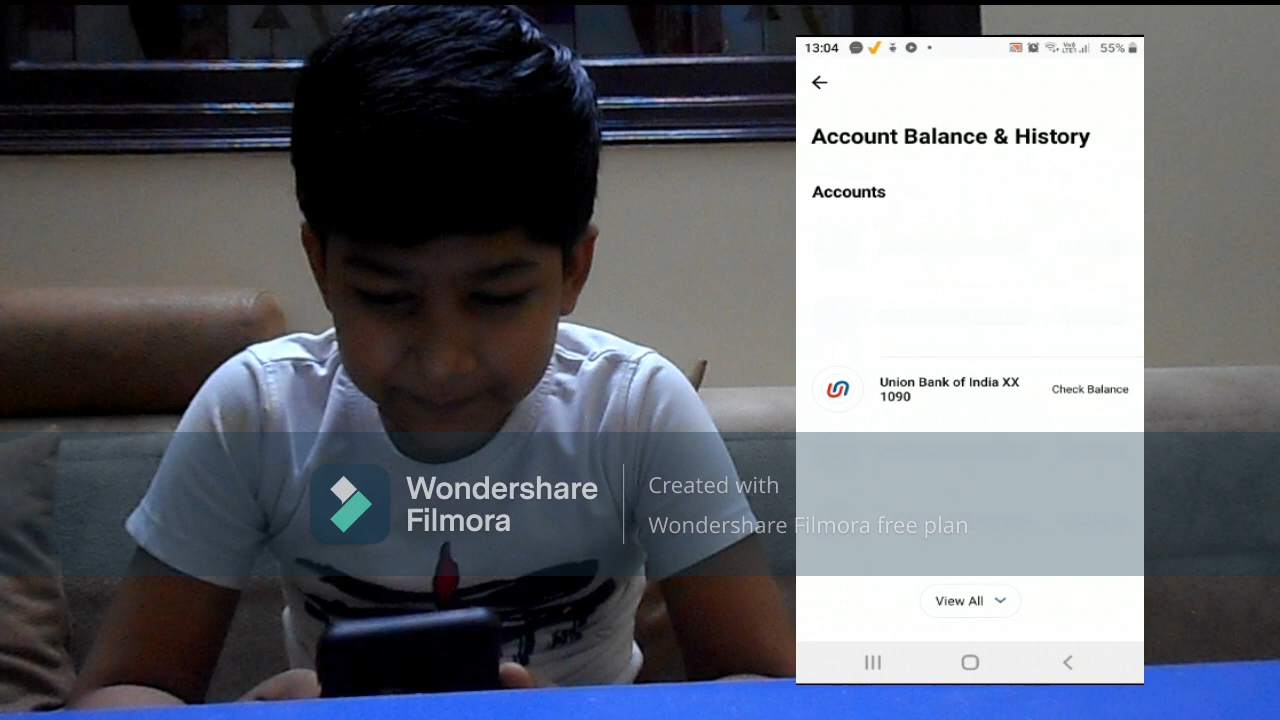 13:04
55%
Account Balance & History
Accounts
Union Bank of India XX
1090
Check Balance
Wondershare
Filmora
Created with
Wondershare Filmora free plan
View All